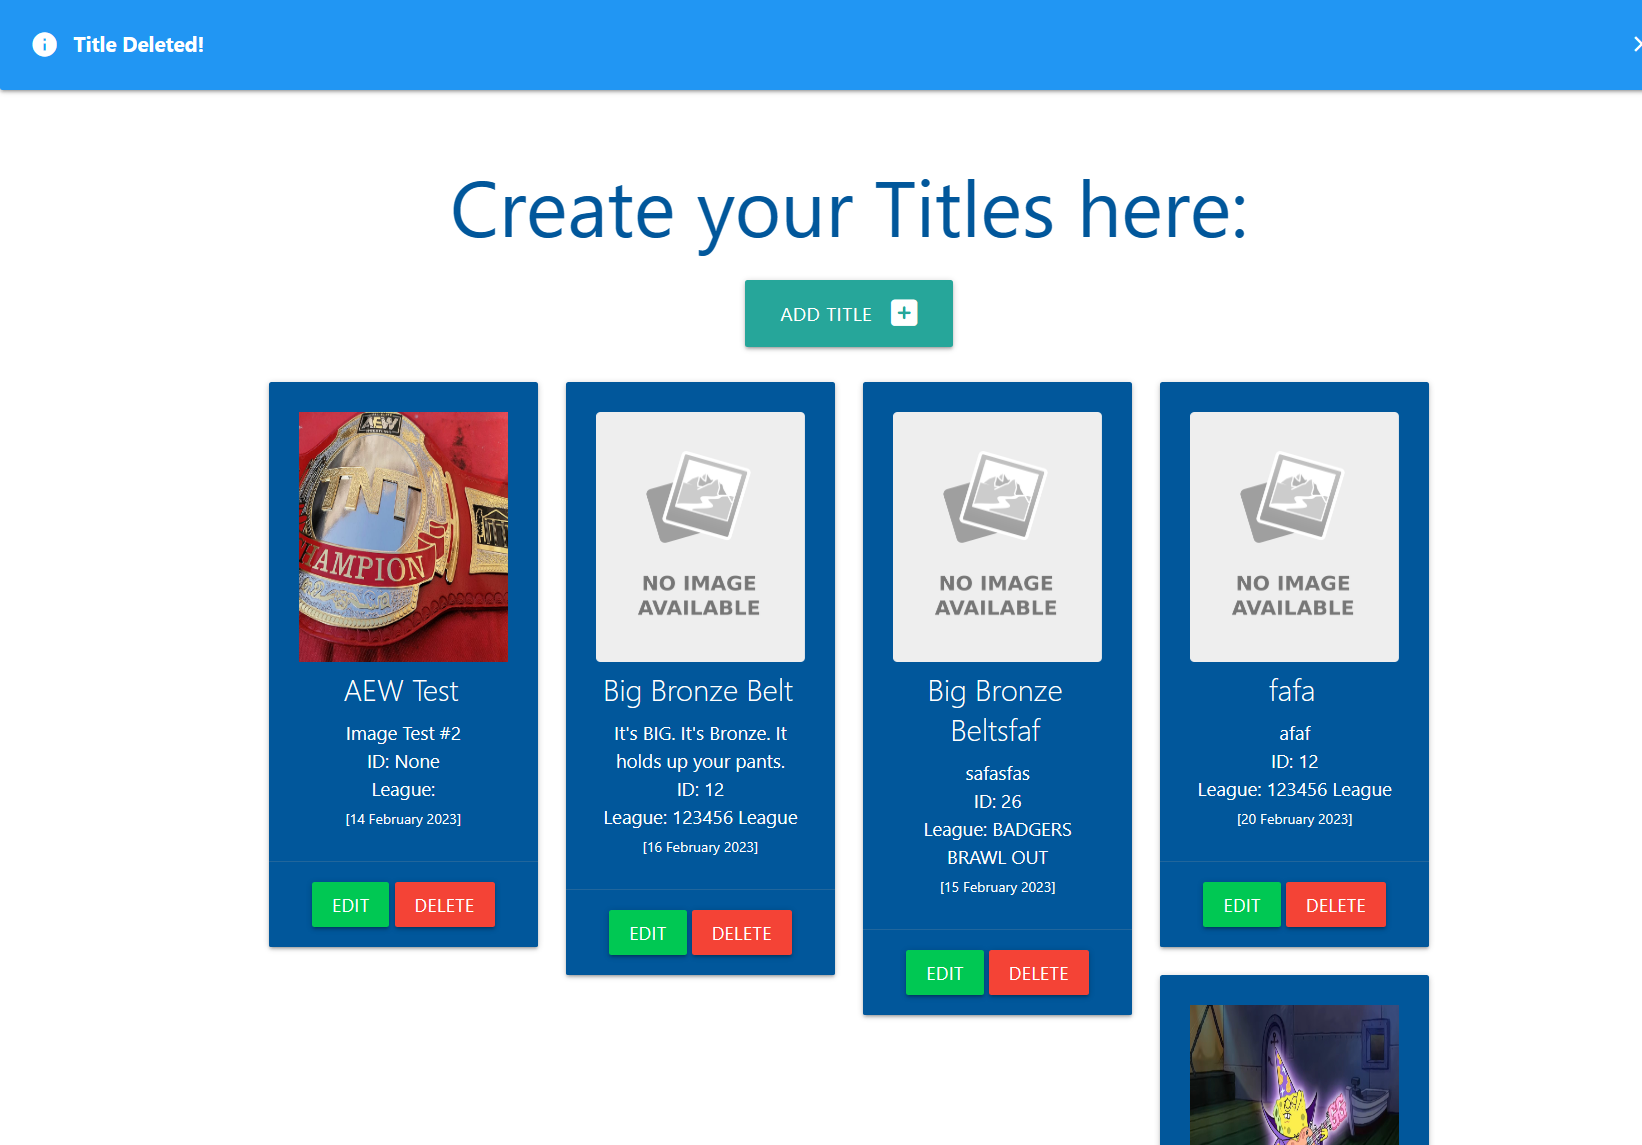 Title Deleted!
Create your Titles here:
ADD TITLE
AEW
TNT
HAMPION
AEW Test
Image Test #2
ID: None
League:
[14 February 2023]
EDIT DELETE
NO IMAGE
AVAILABLE
Big Bronze Belt
It's BIG. It's Bronze. It
holds up your pants.
ID: 12
League: 123456 League
[16 February 2023]
EDIT DELETE
NO IMAGE
AVAILABLE
Big Bronze
Beltsfaf
safasfas
ID: 26
League: BADGERS
BRAWL OUT
[15 February 2023]
EDIT DELETE
NO IMAGE
AVAILABLE
fafa
afaf
ID: 12
League: 123456 League
[20 February 2023]
EDIT DELETE